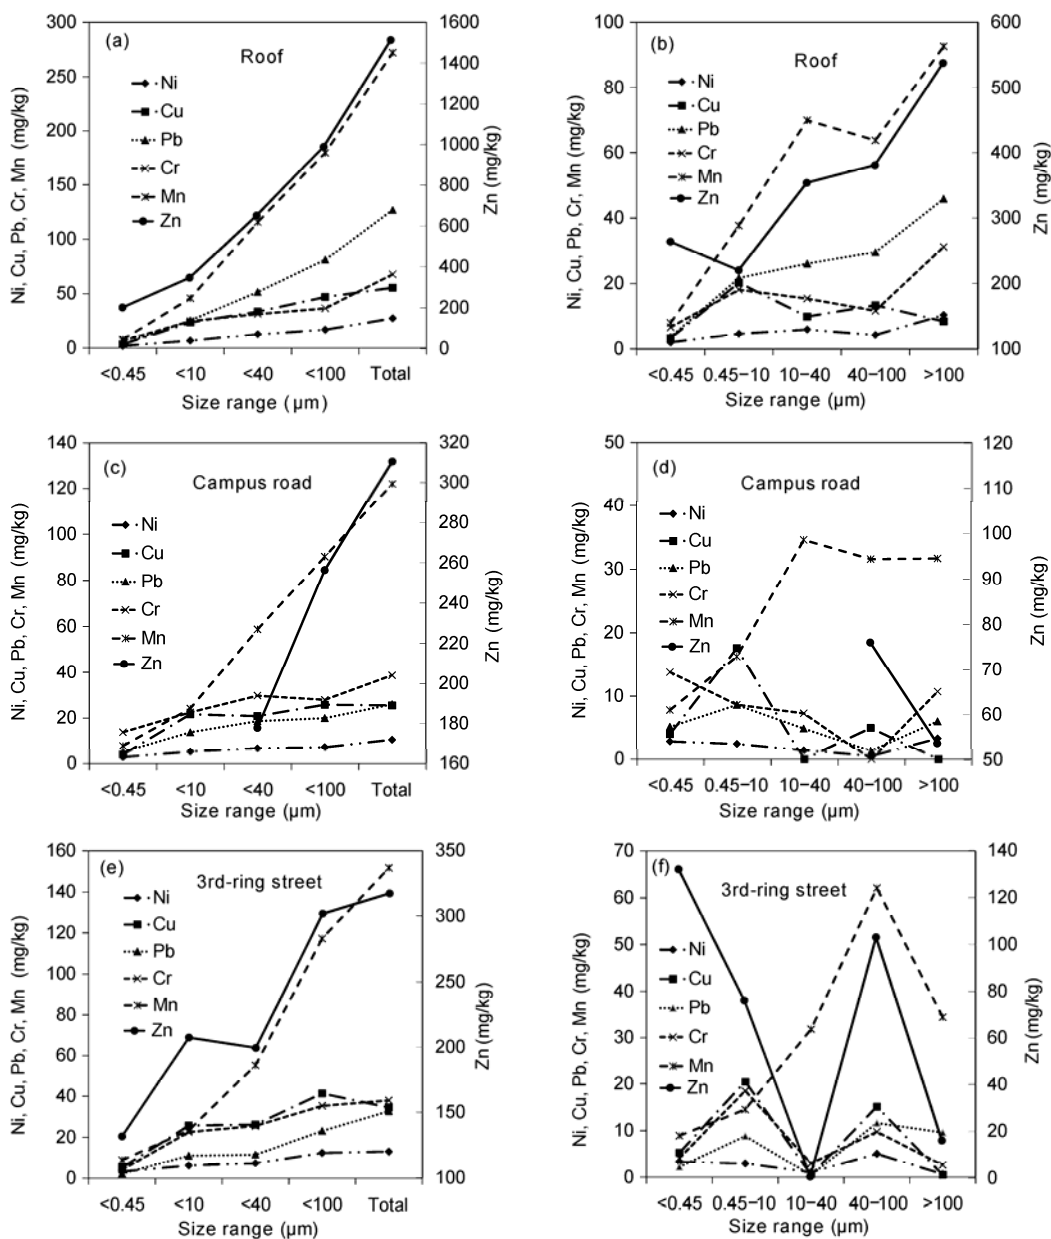 (a)
Roof
Ni, Cu, Pb, Cr, Mn (mg/kg)
300
250
200
150
100
50
0
Ni
Cu
Pb
Cr
Mn
Zn
1600
1400
1200
1000
800
600
400
200
0
Zn (mg/kg)
<0.45 <10 <40 <100 Total
Size range (µm)
(b)
Roof
Ni, Cu, Pb, Cr, Mn (mg/kg)
100
80
60
40
20
0
Ni
Cu
Pb
Cr
Mn
Zn
600
500
400
300
200
100
Zn (mg/kg)
<0.45 0.45–10 10–40 40–100 >100
Size range (µm)
(c)
Campus road
Ni, Cu, Pb, Cr, Mn (mg/kg)
140
120
100
80
60
40
20
0
Ni
Cu
Pb
Cr
Mn
Zn
320
300
280
260
240
220
200
180
160
Zn (mg/kg)
<0.45 <10 <40 <100 Total
Size range (µm)
(d)
Campus road
Ni, Cu, Pb, Cr, Mn (mg/kg)
50
40
30
20
10
0
Ni
Cu
Pb
Cr
Mn
Zn
120
110
100
90
80
70
60
50
Zn (mg/kg)
<0.45 0.45–10 10–40 40–100 >100
Size range (µm)
(e)
3rd-ring street
Ni, Cu, Pb, Cr, Mn (mg/kg)
160
140
120
100
80
60
40
20
0
Ni
Cu
Pb
Cr
Mn
Zn
350
300
250
200
150
100
Zn (mg/kg)
<0.45 <10 <40 <100 Total
Size range (µm)
(f)
3rd-ring street
Ni, Cu, Pb, Cr, Mn (mg/kg)
70
60
50
40
30
20
10
0
Ni
Cu
Pb
Cr
Mn
Zn
140
120
100
80
60
40
20
0
Zn (mg/kg)
<0.45 0.45–10 10–40 40–100 >100
Size range (µm)